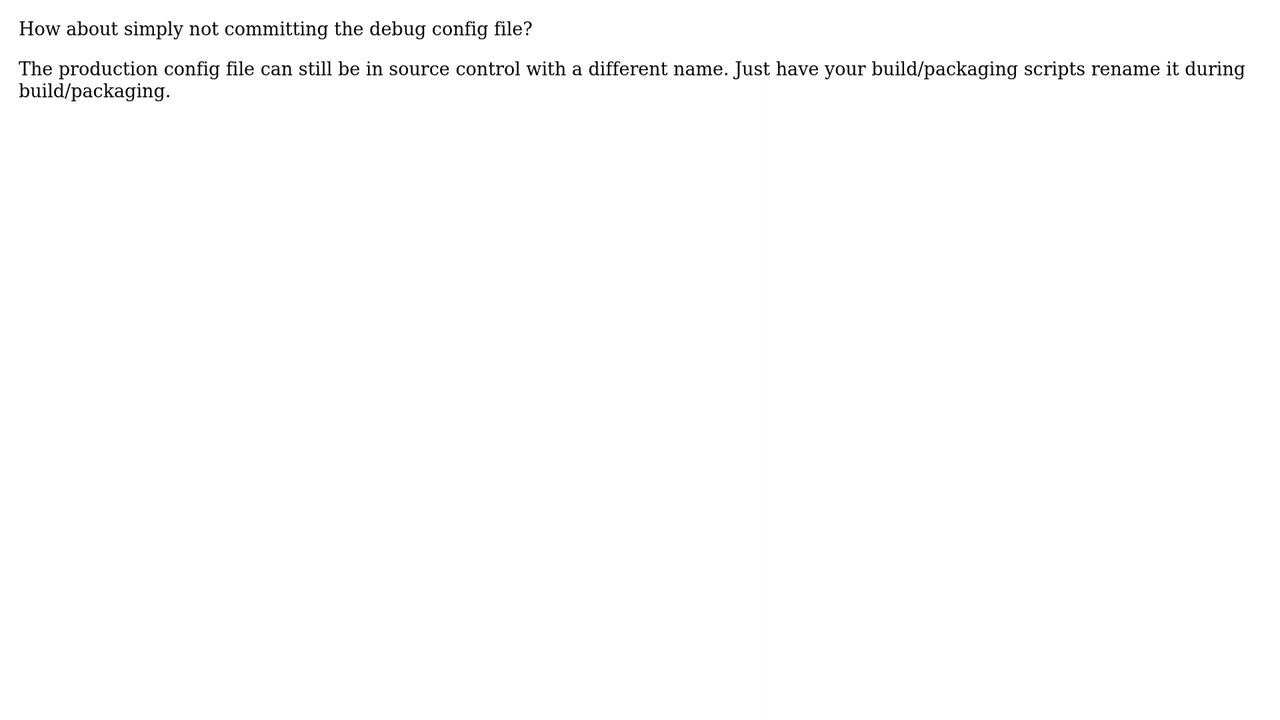 How about simply not committing the debug config file?
The production config file can still be in source control with a different name. Just have your build/packaging scripts rename it during
build/packaging.